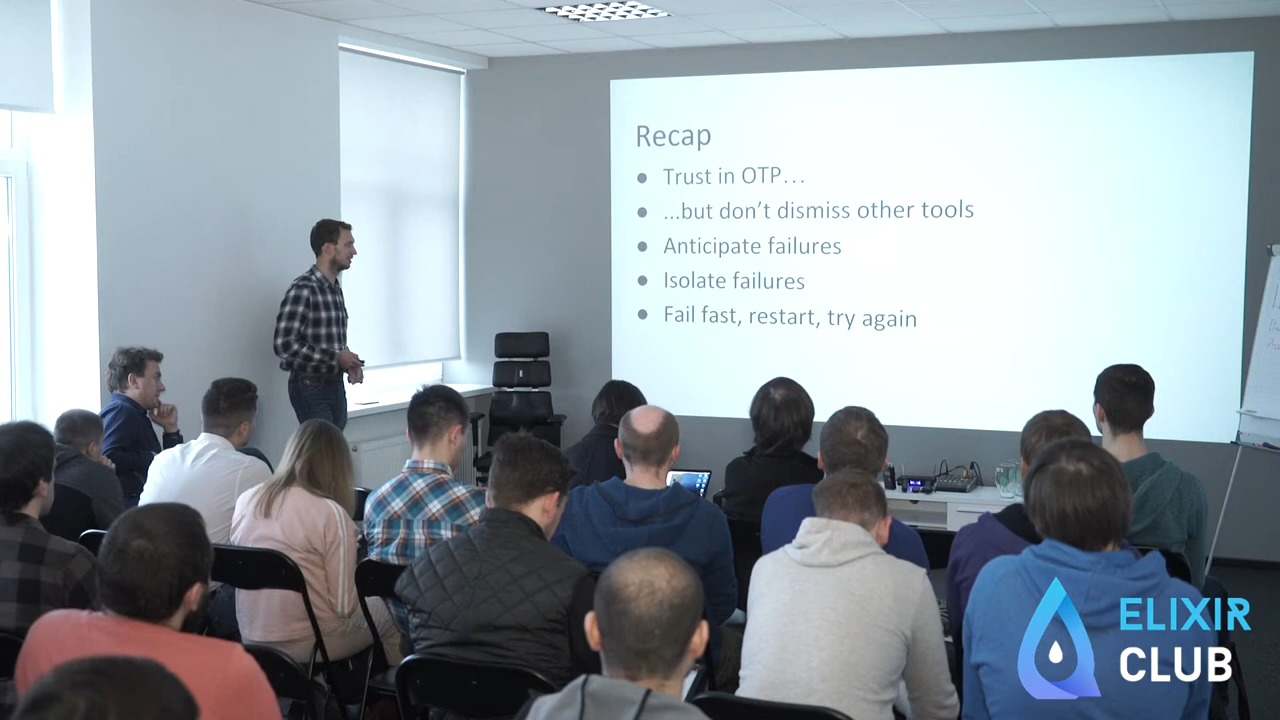 Recap
● Trust in OTP…
● …but don’t dismiss other tools
● Anticipate failures
● Isolate failures
● Fail fast, restart, try again
ELIXIR
CLUB